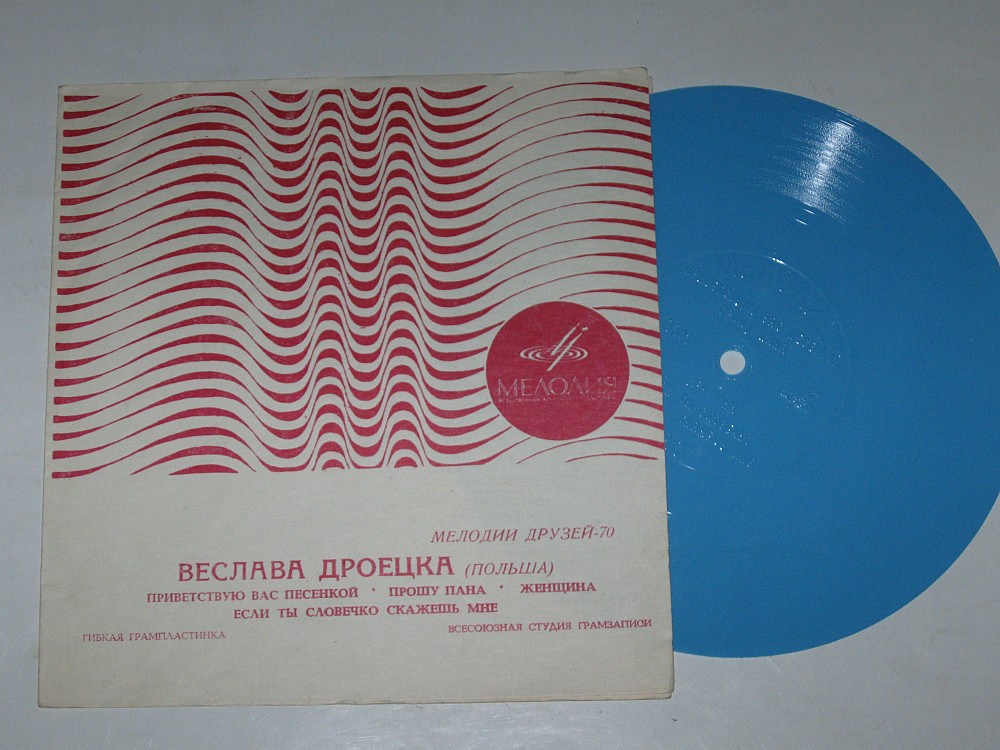 МЕЛОДИЯ
МЕЛОДИИ ДРУЗЕЙ-70
ВЕСЛАВА ДРОЕЦКА (ПОЛЬША)
ПРИВЕТСТВУЮ ВАС ПЕСЕНКОЙ · ПРОШУ ПАНА · ЖЕНЩИНА
ЕСЛИ ТЫ СЛОВЕЧКО СКАЖЕШЬ МНЕ
ГИБКАЯ ГРАМПЛАСТИНКА
ВСЕСОЮЗНАЯ СТУДИЯ ГРАМЗАПИСИ